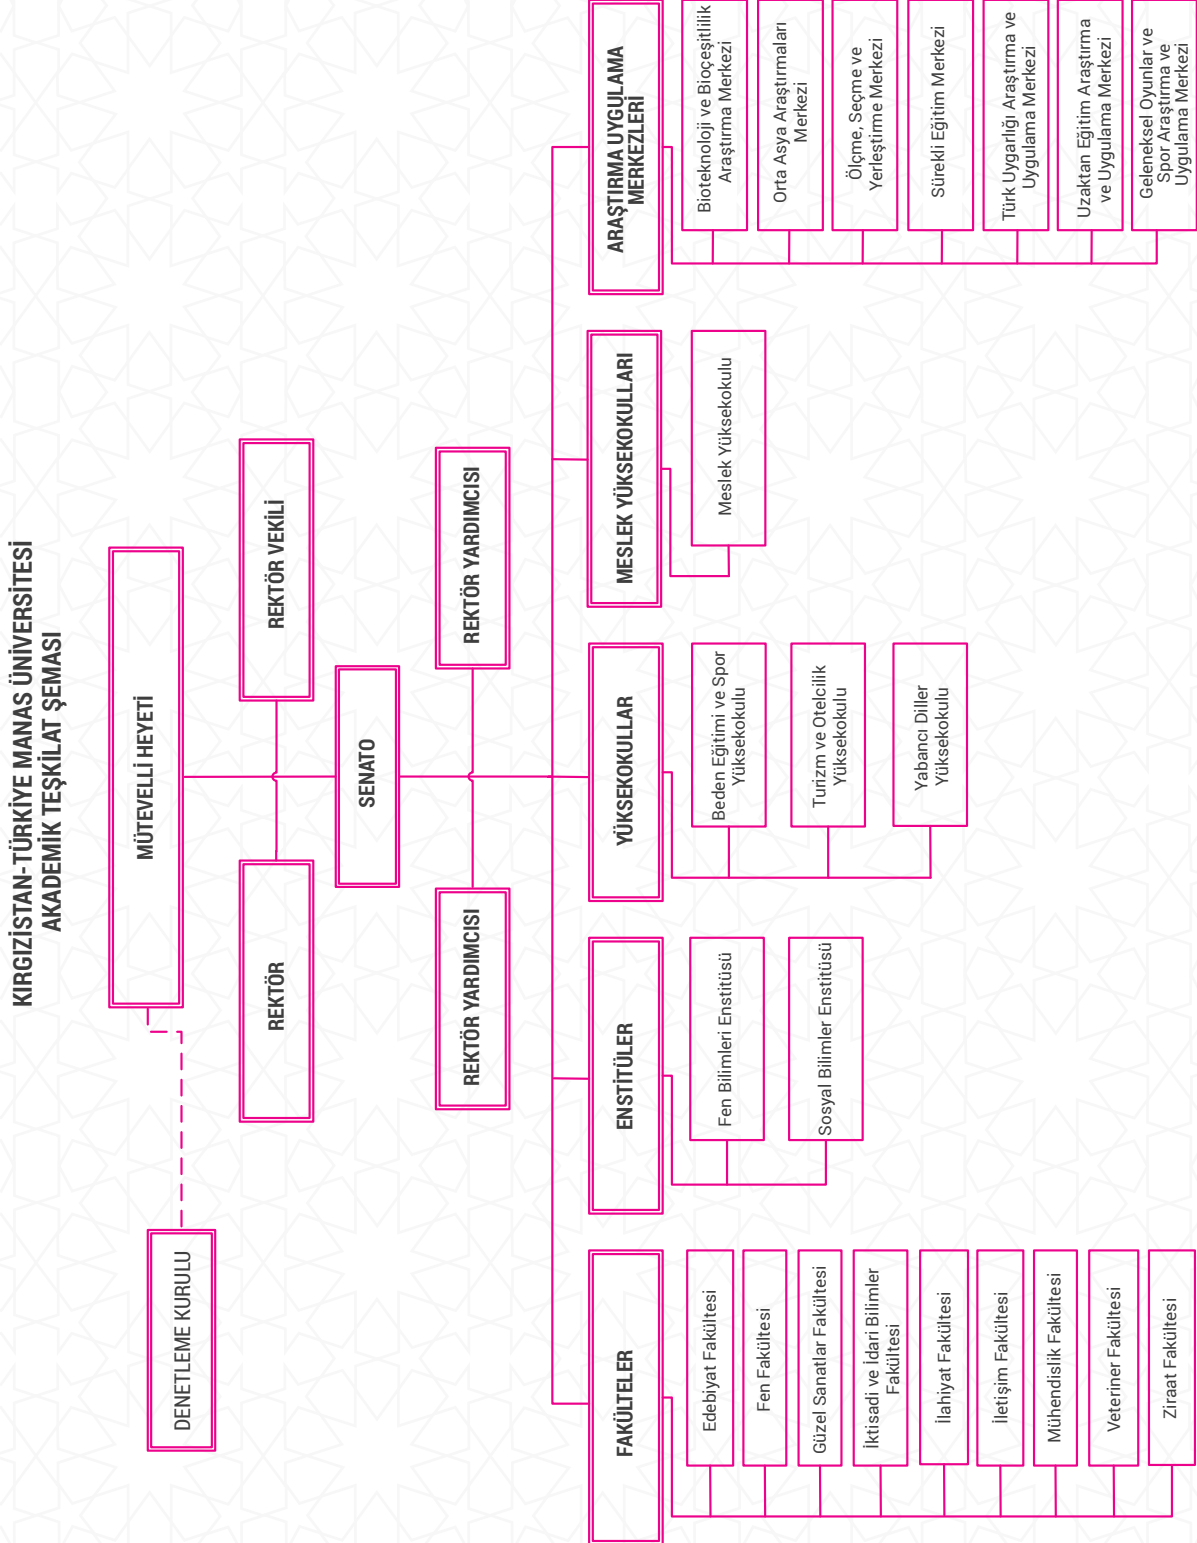 KIRGIZİSTAN-TÜRKİYE MANAS ÜNİVERSİTESİ
AKADEMİK TEŞKİLAT ŞEMASI
MÜTEVELLİ HEYETİ
DENETLEME KURULU
REKTÖR
REKTÖR VEKİLİ
SENATO
REKTÖR YARDIMCISI
REKTÖR YARDIMCISI
FAKÜLTELER
Edebiyat Fakültesi
Fen Fakültesi
Güzel Sanatlar Fakültesi
İktisadi ve İdari Bilimler
Fakültesi
İlahiyat Fakültesi
İletişim Fakültesi
Mühendislik Fakültesi
Veteriner Fakültesi
Ziraat Fakültesi
ENSTİTÜLER
Fen Bilimleri Enstitüsü
Sosyal Bilimler Enstitüsü
YÜKSEKOKULLAR
Beden Eğitimi ve Spor
Yüksekokulu
Turizm ve Otelcilik
Yüksekokulu
Yabancı Diller
Yüksekokulu
MESLEK YÜKSEKOKULLARI
Meslek Yüksekokulu
ARAŞTIRMA UYGULAMA
MERKEZLERİ
Bioteknoloji ve Bioçeşitlilik
Araştırma Merkezi
Orta Asya Araştırmaları
Merkezi
Ölçme, Seçme ve
Yerleştirme Merkezi
Sürekli Eğitim Merkezi
Türk Uygarlığı Araştırma ve
Uygulama Merkezi
Uzaktan Eğitim Araştırma
ve Uygulama Merkezi
Geleneksel Oyunlar ve
Spor Araştırma ve
Uygulama Merkezi